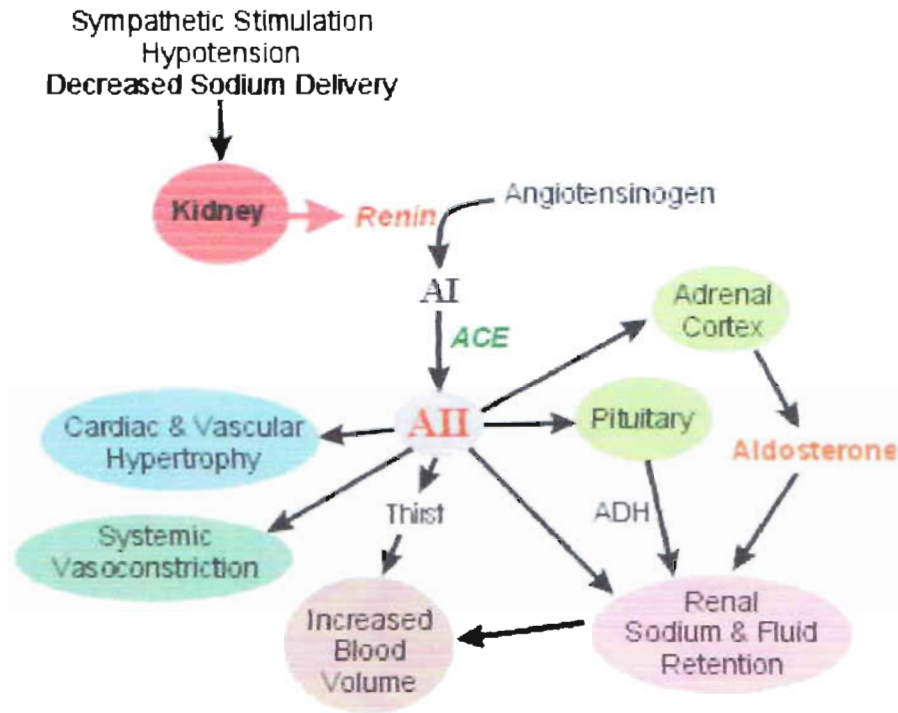 Sympathetic Stimulation
Hypotension
Decreased Sodium Delivery
Kidney
Renin
Angiotensinogen
AI
ACE
Adrenal
Cortex
Cardiac & Vascular
Hypertrophy
AII
Pituitary
Aldosterone
Thirst
ADH
Systemic
Vasoconstriction
Increased
Blood
Volume
Renal
Sodium & Fluid
Retention